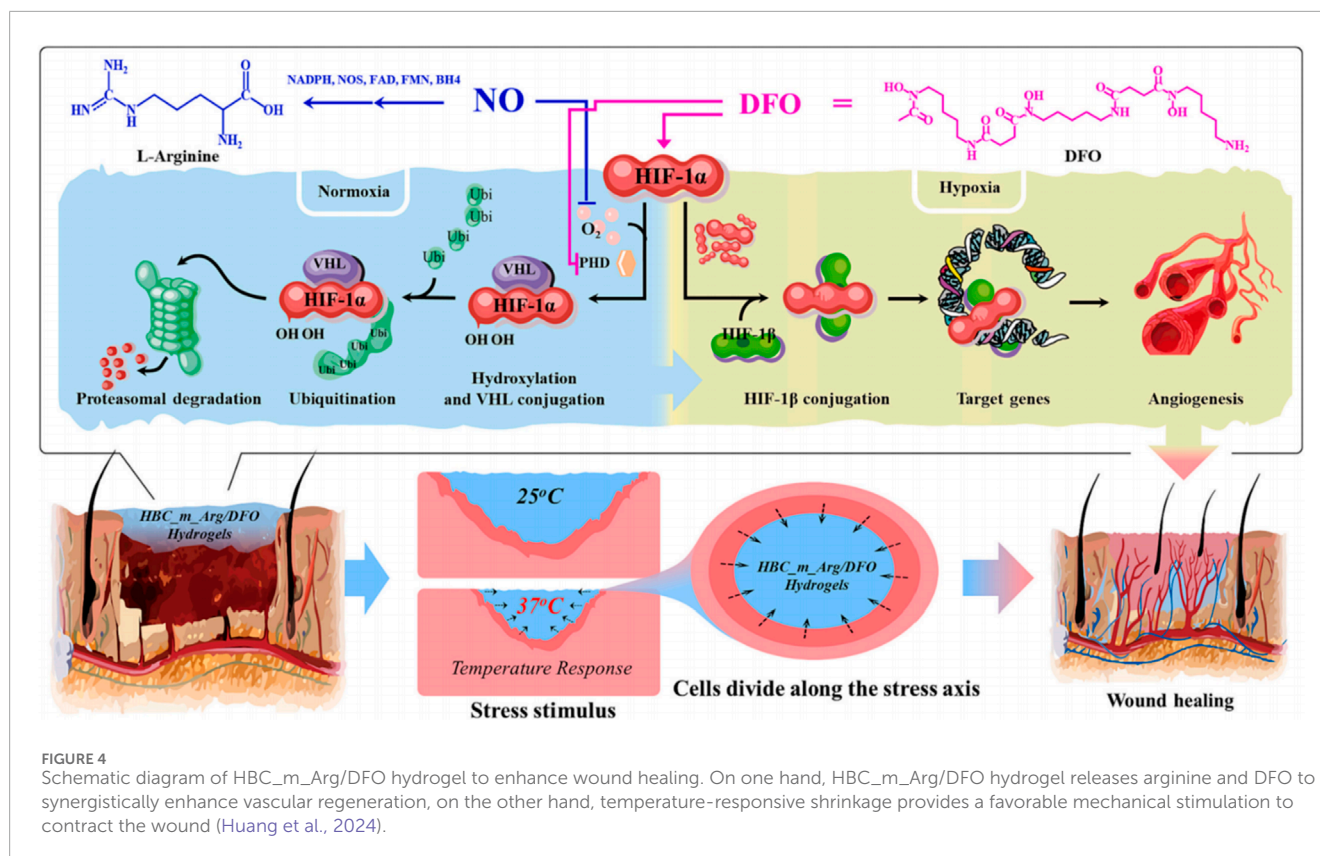 NH2
HN
C
N
H
O
OH
NH2
L-Arginine
NADPH, NOS, FAD, FMN, BH4
NO
DFO
=
HO
N
O
O
NH
O
N
OH
O
NH
O
O
N
OH
NH2
DFO
HIF-1α
Normoxia
Hypoxia
Ubi
Ubi
Ubi
Ubi
O2
PHD
VHL
HIF-1α
OH OH
Ubi
Ubi
Ubi
Ubi
VHL
HIF-1α
OH OH
HIF-1β
Proteasomal degradation
Ubiquitination
Hydroxylation
and VHL conjugation
HIF-1β conjugation
Target genes
Angiogenesis
HBC_m_Arg/DFO
Hydrogels
25°C
37°C
Temperature Response
Stress stimulus
HBC_m_Arg/DFO
Hydrogels
Cells divide along the stress axis
Wound healing
FIGURE 4
Schematic diagram of HBC_m_Arg/DFO hydrogel to enhance wound healing. On one hand, HBC_m_Arg/DFO hydrogel releases arginine and DFO to
synergistically enhance vascular regeneration, on the other hand, temperature-responsive shrinkage provides a favorable mechanical stimulation to
contract the wound (Huang et al., 2024).